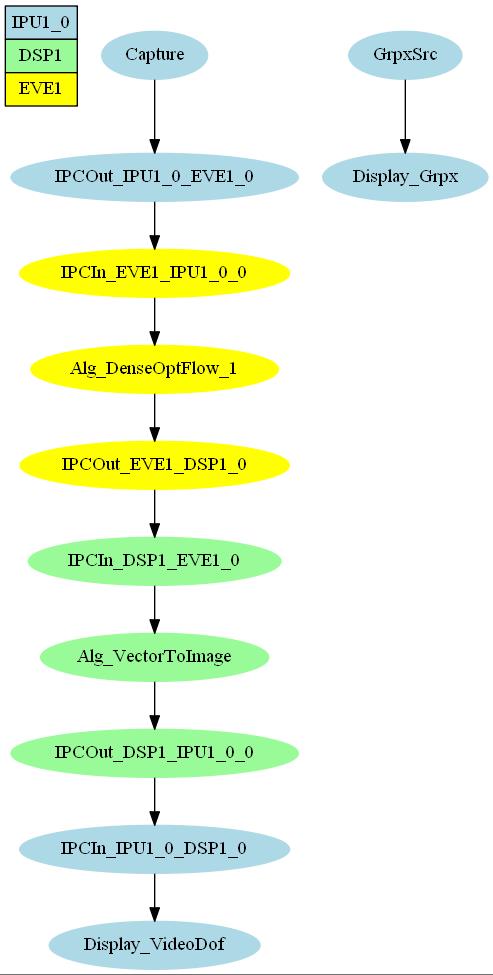 IPU1_0
DSP1
EVE1
Capture
GrpxSrc
IPCOut_IPU1_0_EVE1_0
Display_Grpx
IPCIn_EVE1_IPU1_0_0
Alg_DenseOptFlow_1
IPCOut_EVE1_DSP1_0
IPCIn_DSP1_EVE1_0
Alg_VectorToImage
IPCOut_DSP1_IPU1_0_0
IPCIn_IPU1_0_DSP1_0
Display_VideoDof